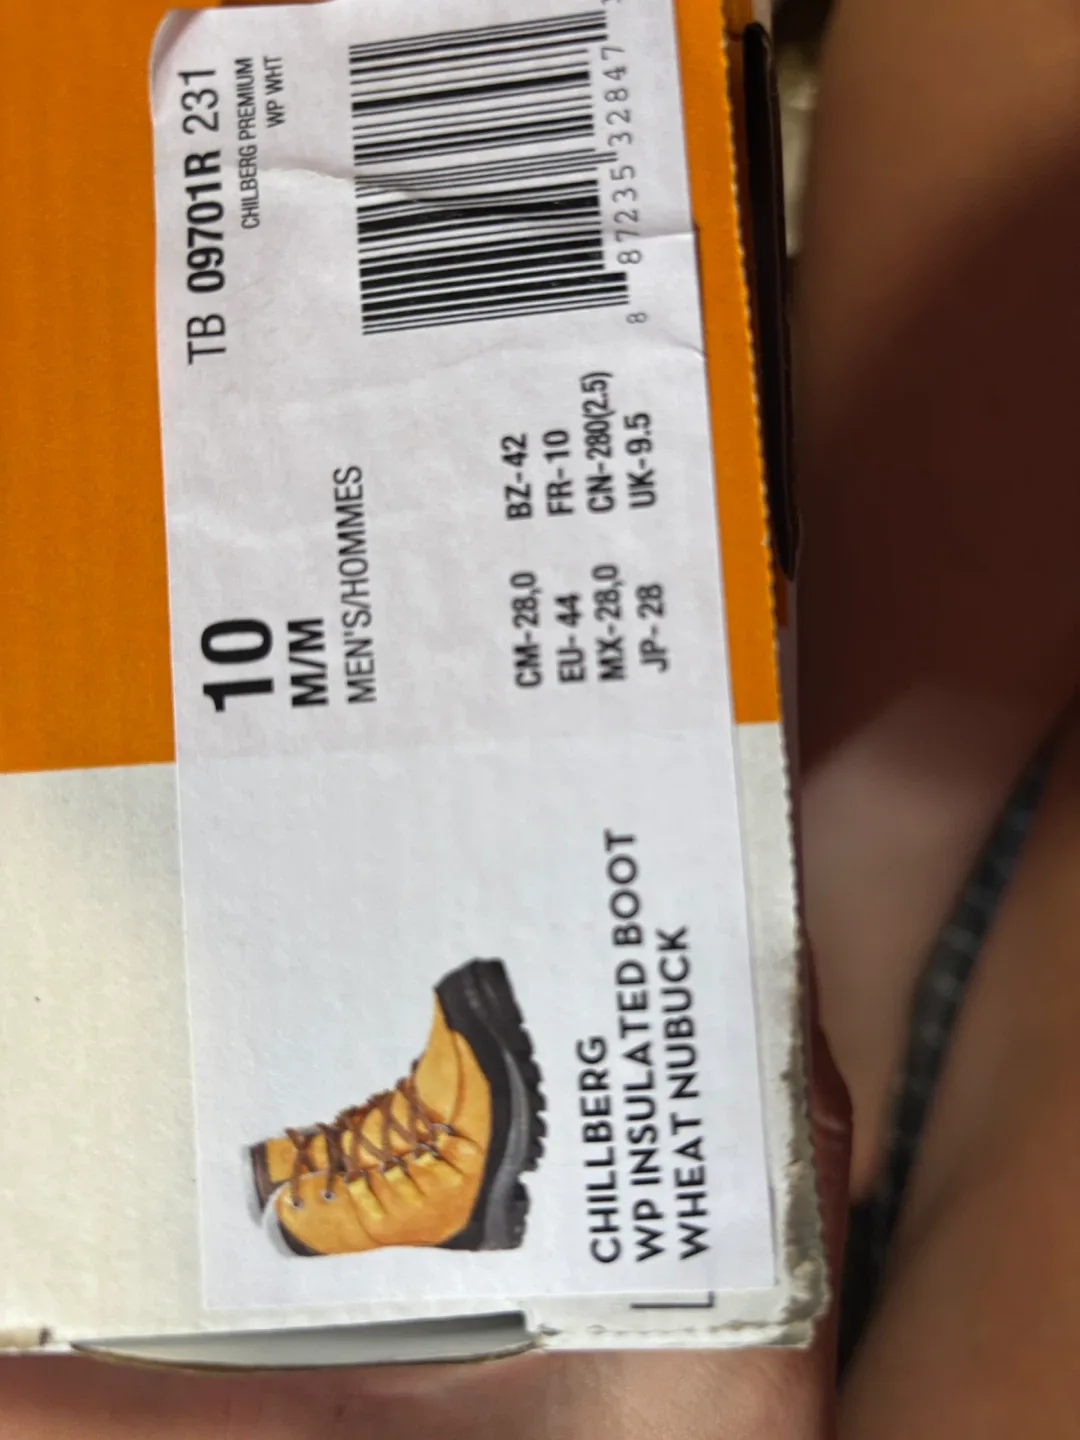 TB 09701R 231
CHILBERG PREMIUM
WP WHT
8 87235 32847
10
M/M
MEN'S/HOMMES
CM-28,0 BZ-42
EU-44 FR-10
MX-28,0 CN-280(2.5)
JP-28 UK-9.5
CHILLBERG
WP INSULATED BOOT
WHEAT NUBUCK